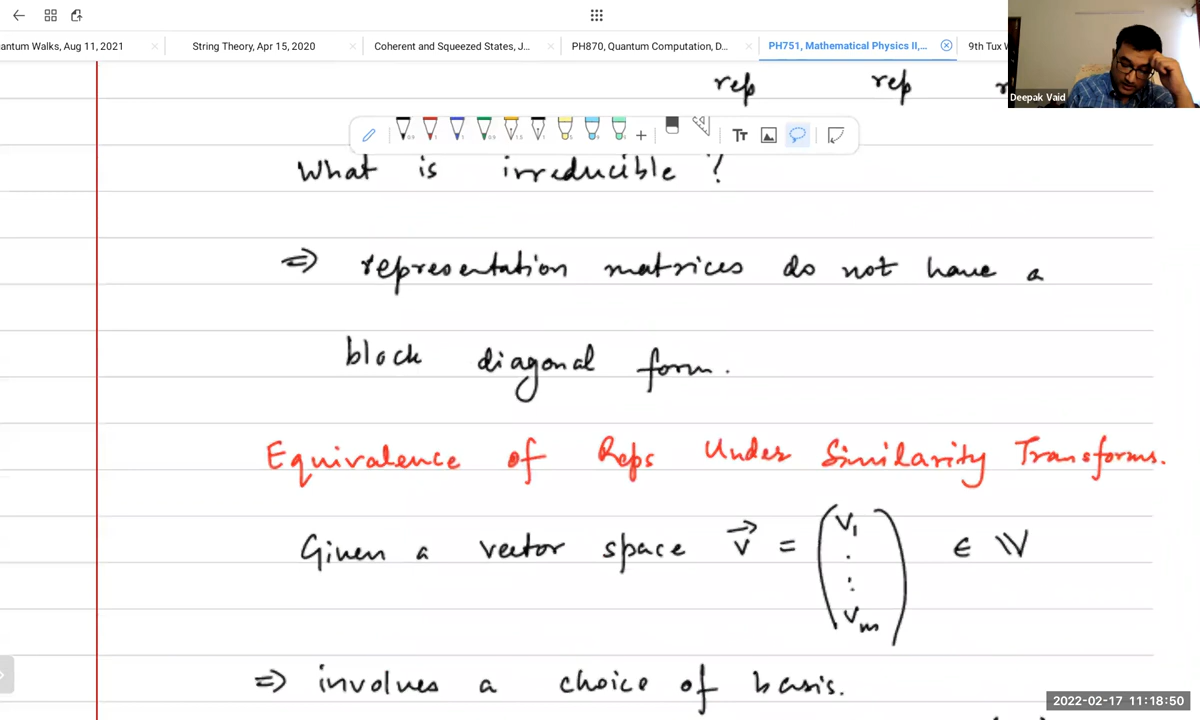 antum Walks, Aug 11, 2021 String Theory, Apr 15, 2020 Coherent and Squeezed States, J... PH870, Quantum Computation, D... PH751, Mathematical Physics II,... 9th Tux
Deepak Vaid
rep rep
Tт
What is irreducible ?
⇒ representation matrices do not have a
block diagonal form.
Equivalence of Reps Under Similarity Transforms.
Given a vector space v⃗ = (v₁ . : vₘ) ∈ 𝕍
⇒ involves a choice of basis.
2022-02-17 11:18:50